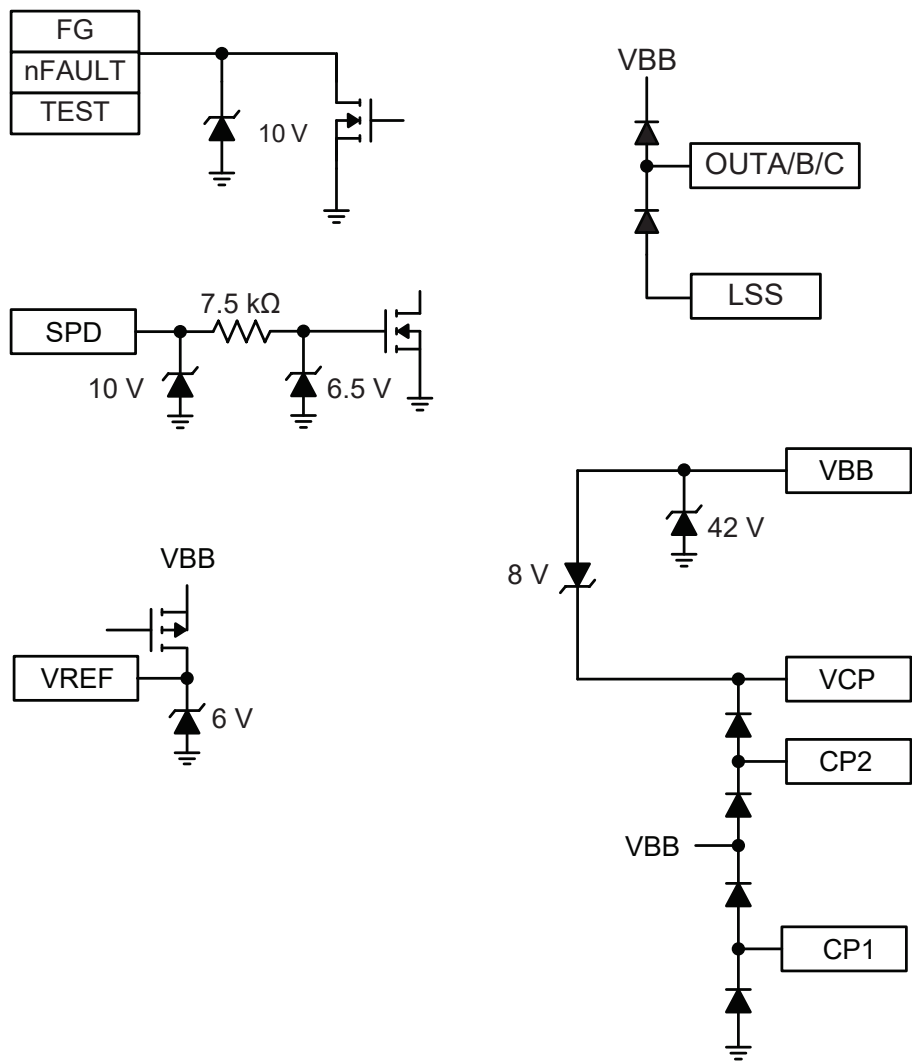 FG
nFAULT
TEST
10 V
VBB
OUTA/B/C
LSS
SPD
7.5 kΩ
10 V
6.5 V
VBB
VREF
6 V
VBB
42 V
8 V
VCP
CP2
VBB
CP1